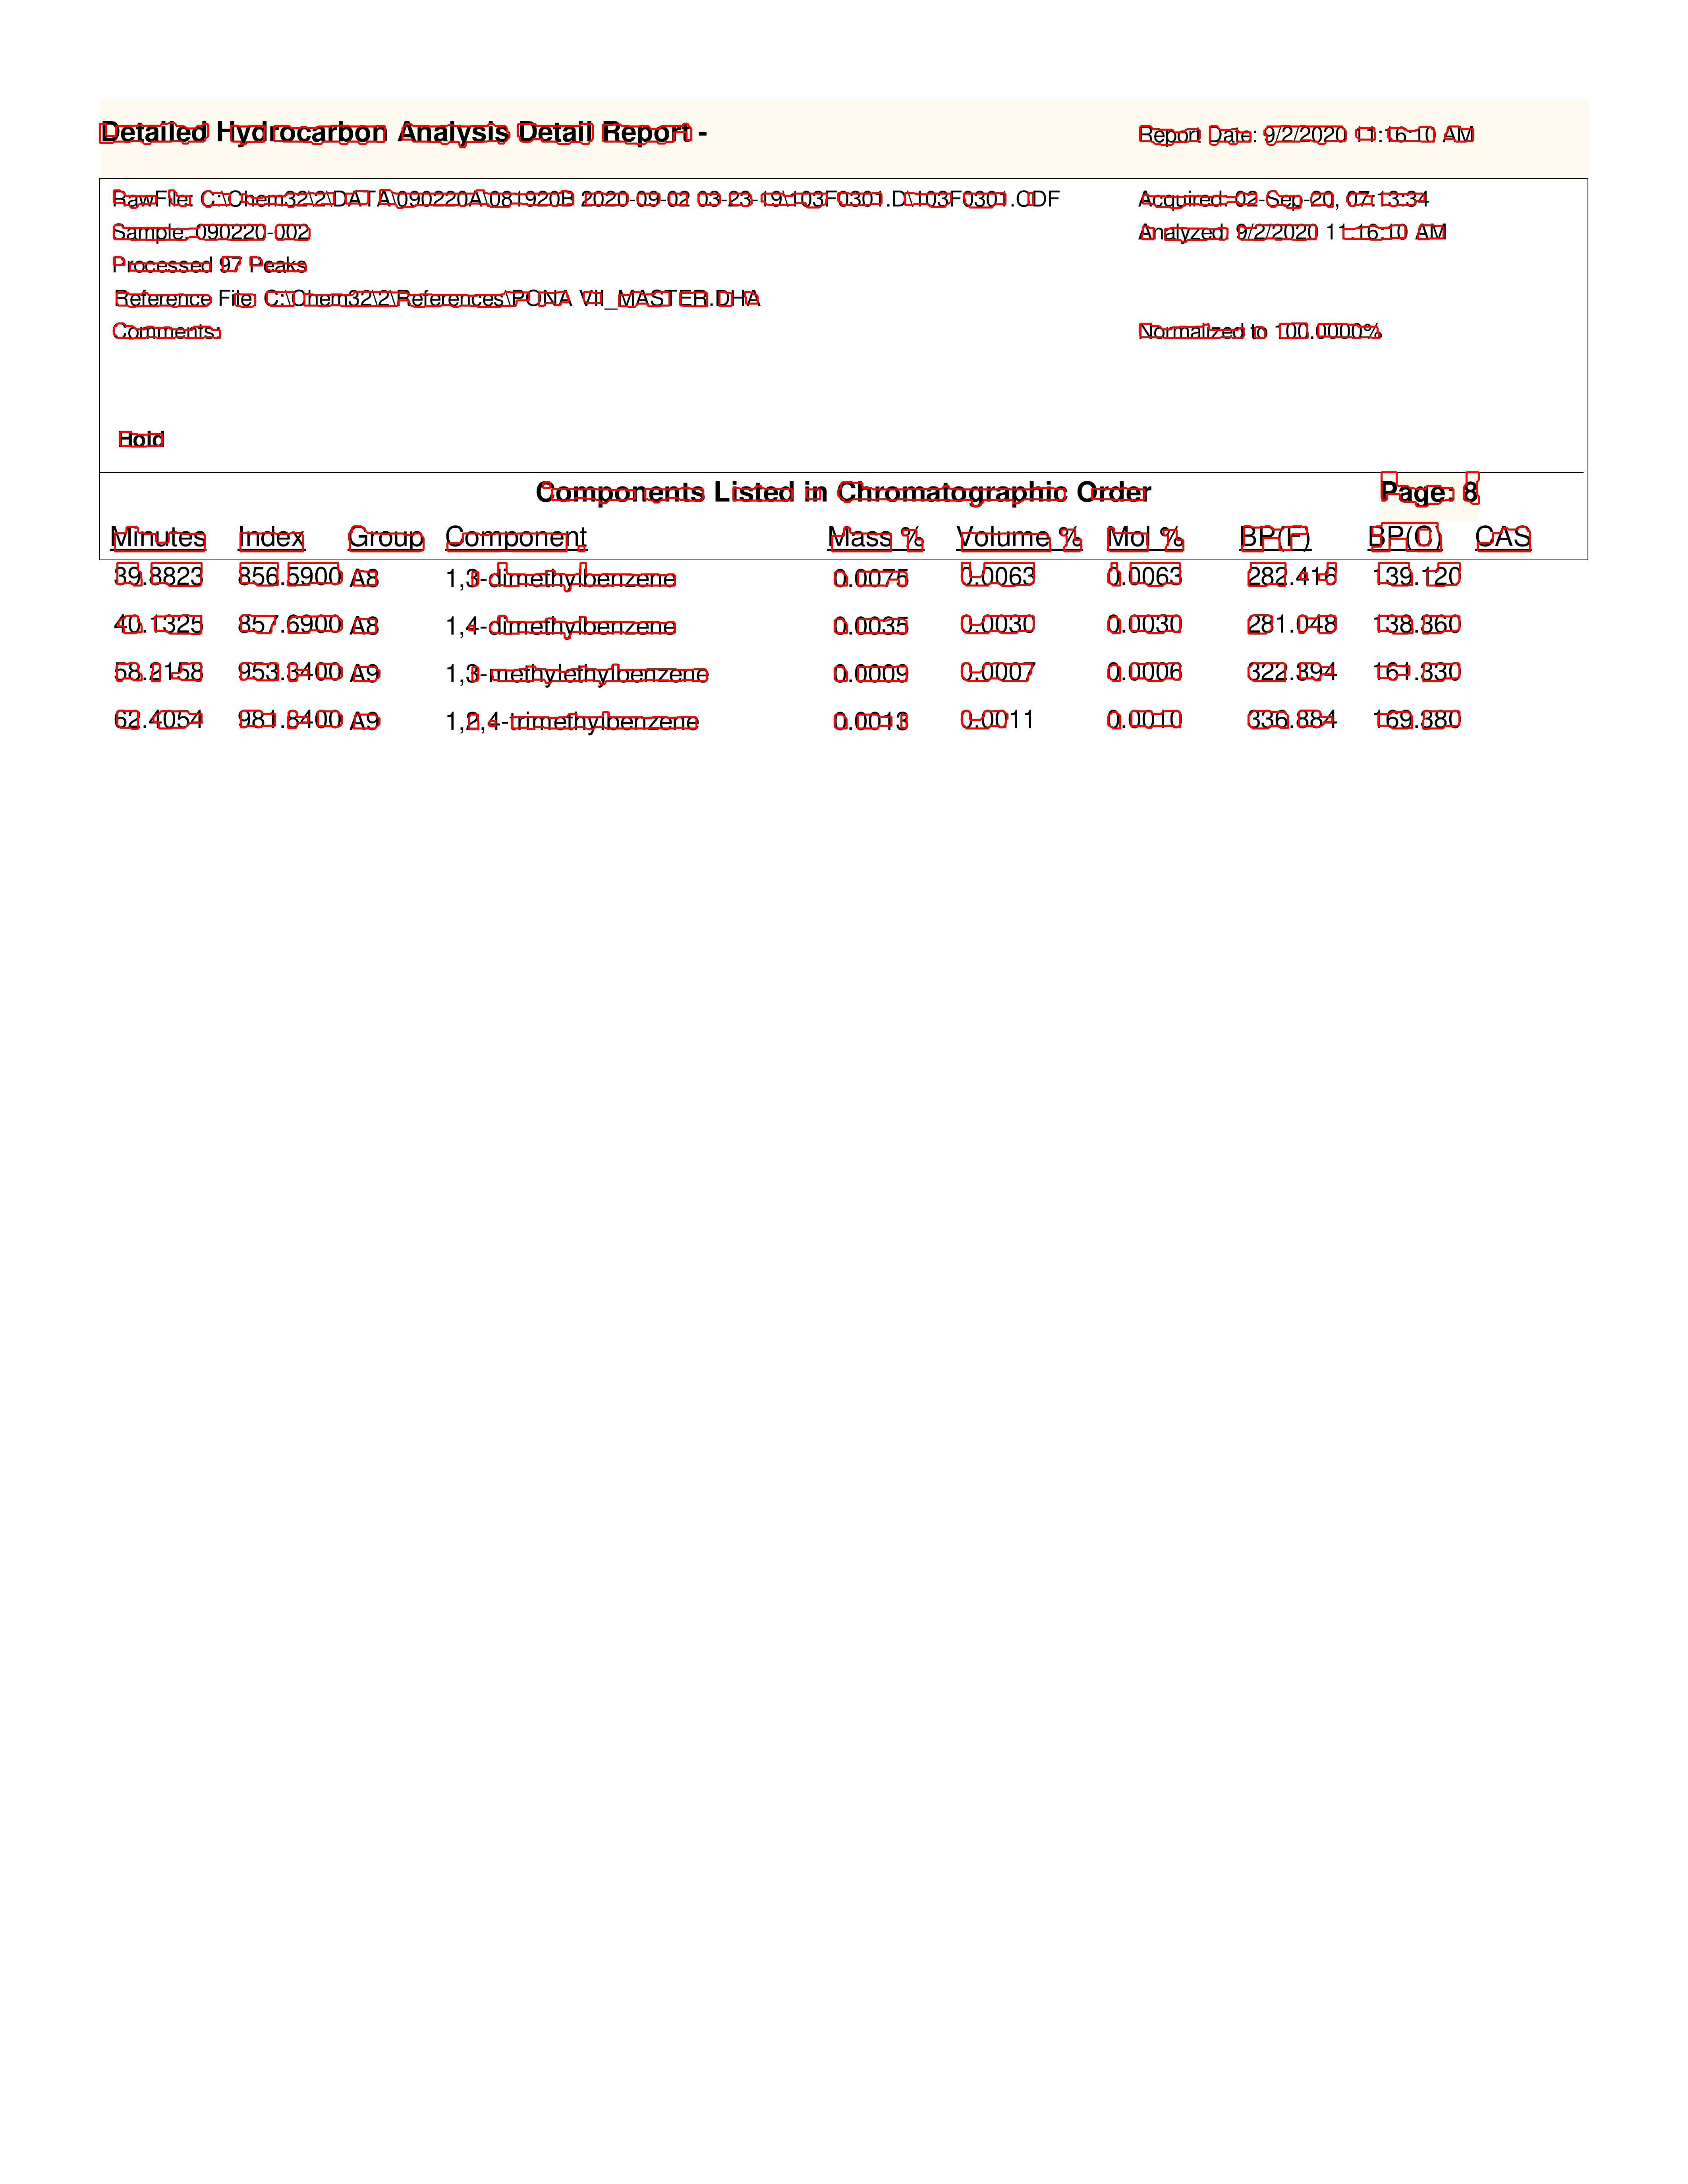 Detailed Hydrocarbon Analysis Detail Report -
Report Date: 9/2/2020 11:16:10 AM
RawFile: C:\Chem32\2\DATA\090220A\081920B 2020-09-02 03-23-19\103F0301.D\103F0301.CDF
Acquired: 02-Sep-20, 07:13:34
Sample: 090220-002
Analyzed: 9/2/2020 11:16:10 AM
Processed 97 Peaks
Reference File: C:\Chem32\2\References\PONA VII_MASTER.DHA
Comments:
Normalized to 100.0000%
Hold
Components Listed in Chromatographic Order
Page: 8
Minutes Index Group Component Mass % Volume % Mol % BP(F) BP(C) CAS
39.8823 856.5900 A8 1,3-dimethylbenzene 0.0075 0.0063 0.0063 282.416 139.120
40.1325 857.6900 A8 1,4-dimethylbenzene 0.0035 0.0030 0.0030 281.048 138.360
58.2158 953.3400 A9 1,3-methylethylbenzene 0.0009 0.0007 0.0006 322.394 161.330
62.4054 981.8400 A9 1,2,4-trimethylbenzene 0.0013 0.0011 0.0010 336.884 169.380